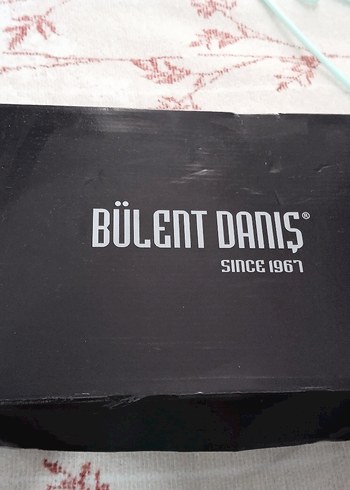 BÜLENT DANIŞ®
SINCE 1967